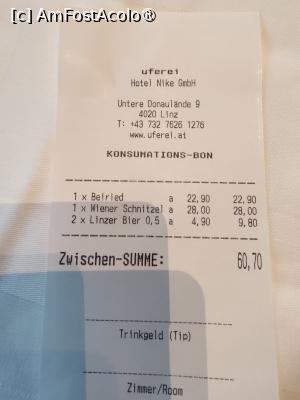 [c] AmFostAcolo®
uferei
Hotel Nike GmbH
Untere Donaulände 9
4020 Linz
T: +43 732 7626 1276
www.uferei.at
KONSUMATIONS-BON
1 x Beiried a 22,90 22,90
1 x Wiener Schnitzel a 28,00 28,00
2 x Linzer Bier 0,5 a 4,90 9,80
Zwischen-SUMME: 60,70
Trinkgeld (Tip)
Zimmer/Room